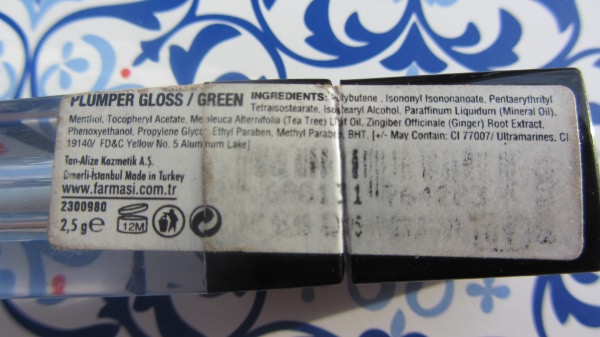 PLUMPER GLOSS / GREEN INGREDIENTS: Polybutene , Isononyl Isononanoate, Pentaerythrityl
Tetraisostearate, Isostearyl Alcohol, Paraffinum Liquidum (Mineral Oil),
Menthol, Tocopheryl Acetate, Melaleuca Alternifolia (Tea Tree) Leaf Oil, Zingiber Officinale (Ginger) Root Extract,
Phenoxyethanol, Propylene Glycol, Ethyl Paraben, Methyl Paraben, BHT. [+/- May Contain: CI 77007/ Ultramarines, CI
19140/ FD&C Yellow No. 5 Aluminum Lake]
Tan-Alize Kozmetik A.Ş.
Ömerli-İstanbul Made in Turkey
www.farmasi.com.tr
2300980
2,5 g e 12M